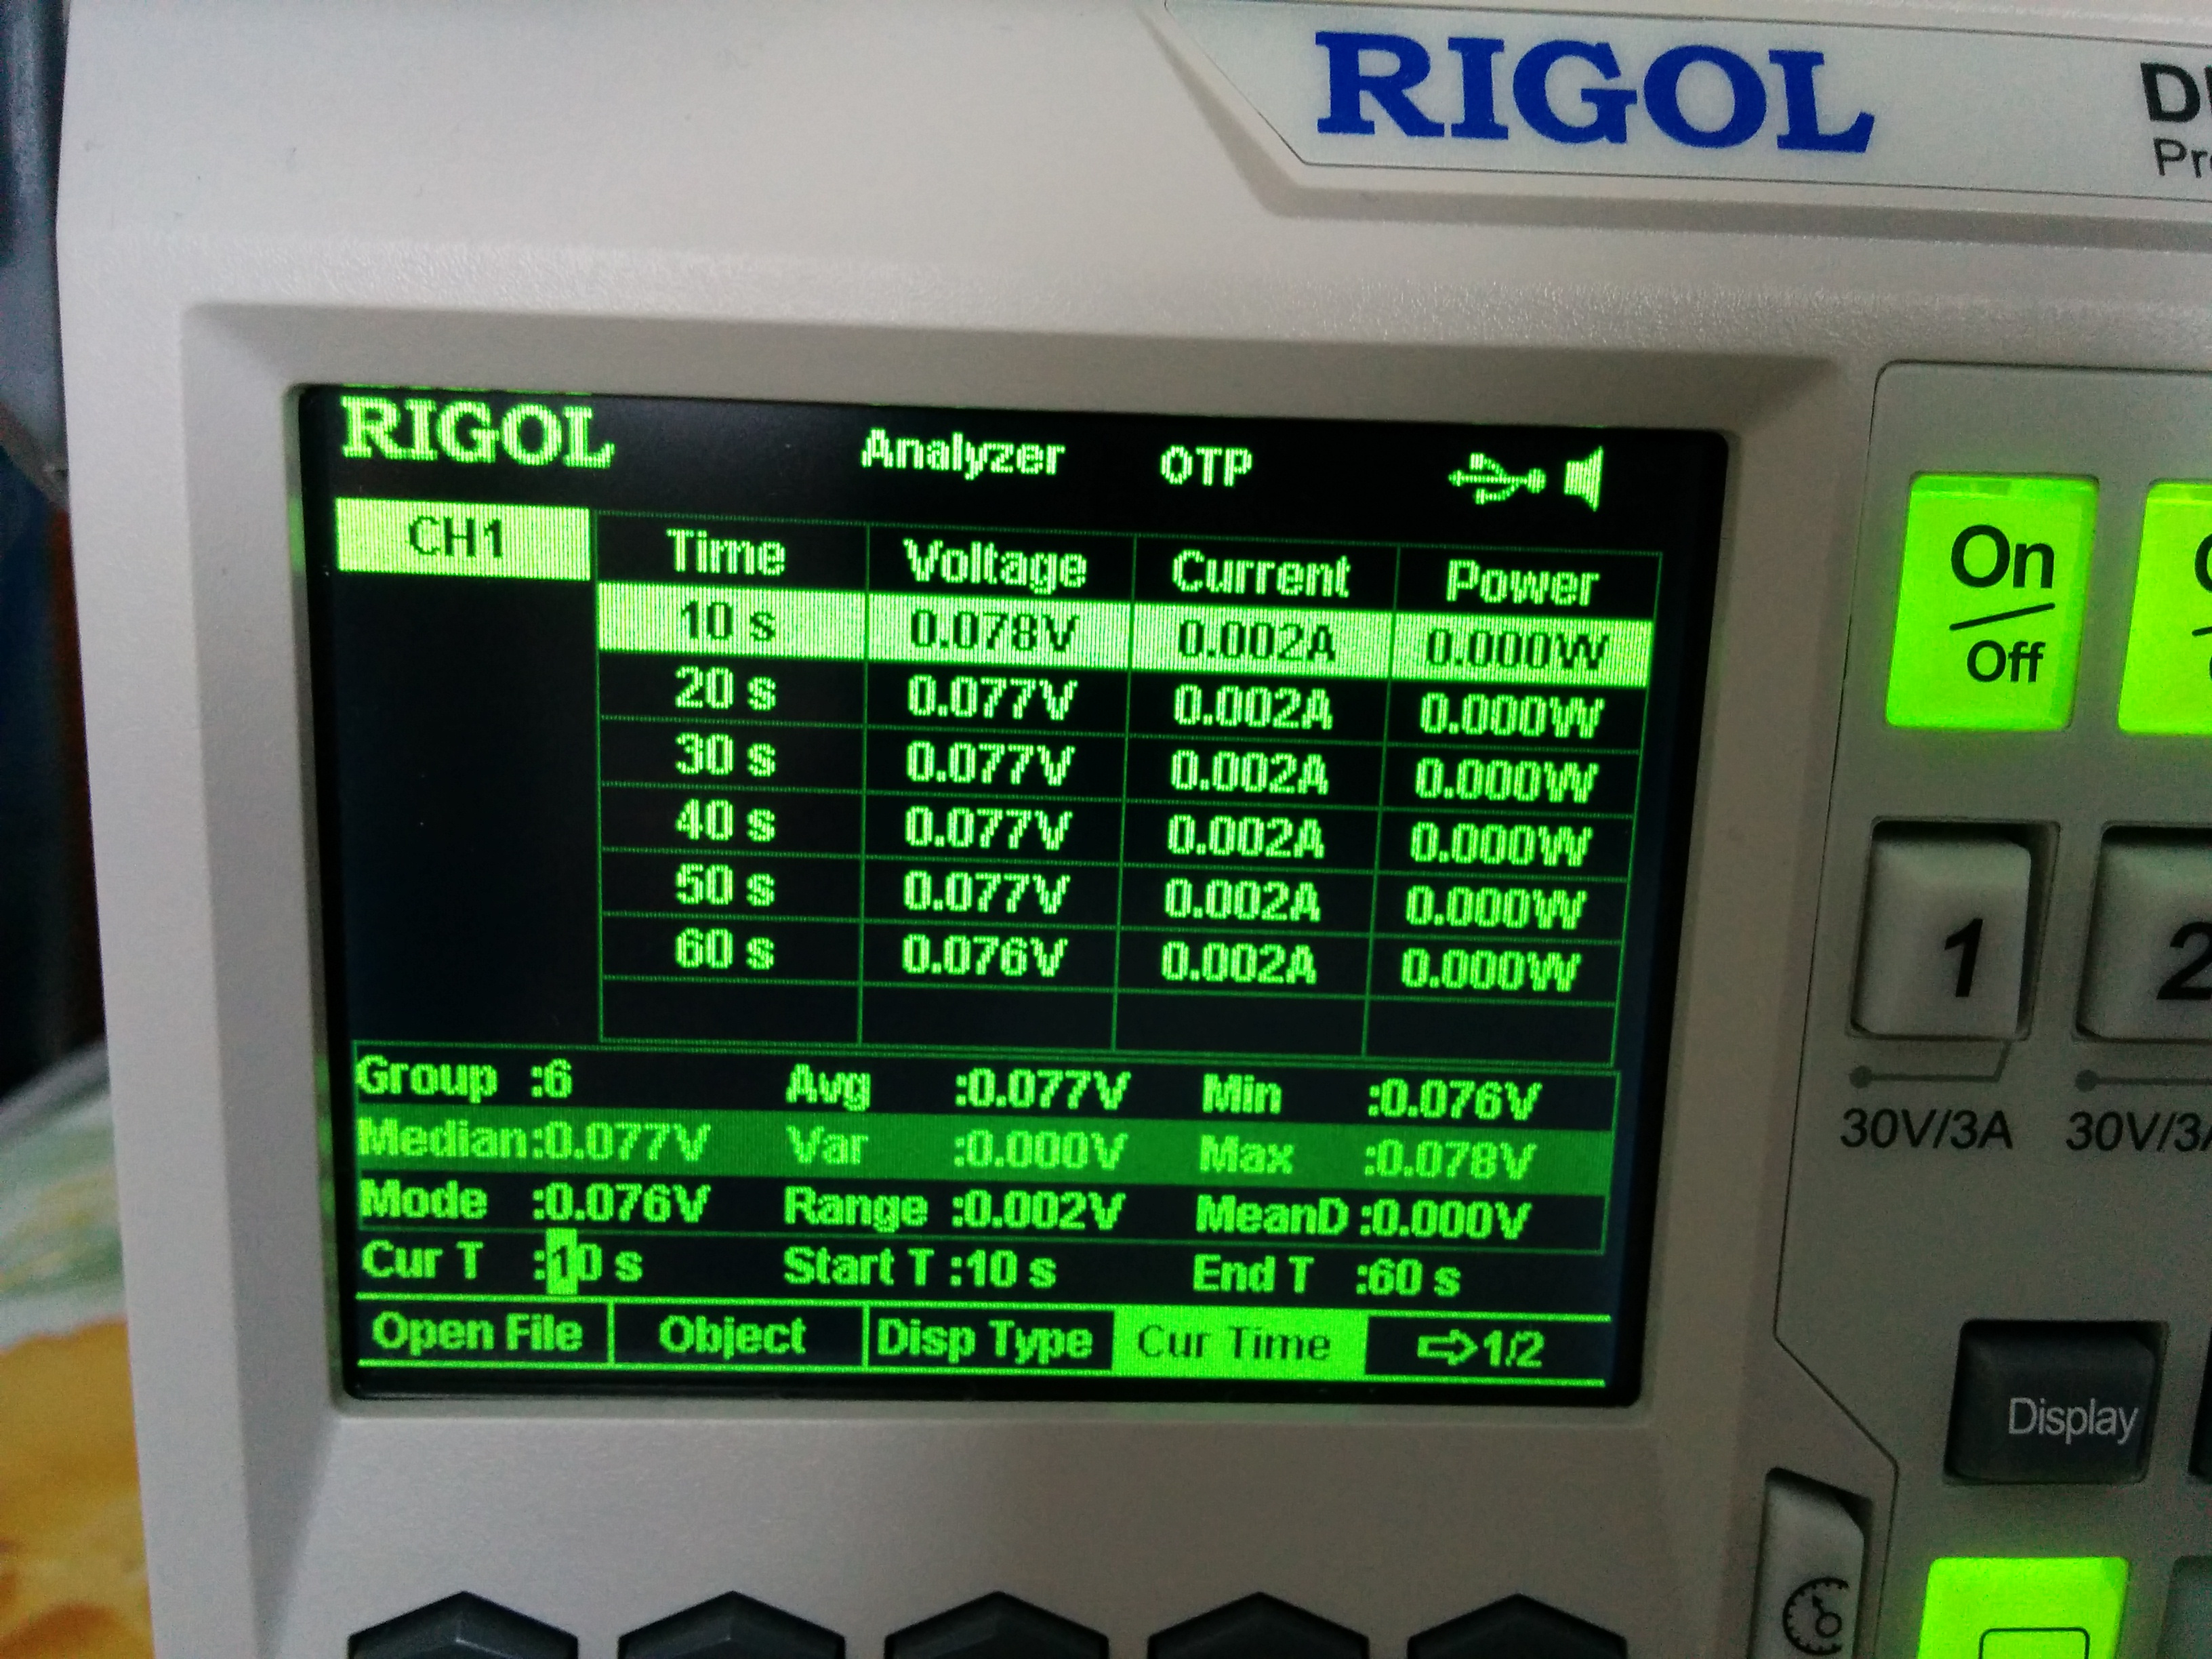 RIGOL
RIGOL Analyzer OTP
CH1 Time Voltage Current Power
10 s 0.078V 0.002A 0.000W
20 s 0.077V 0.002A 0.000W
30 s 0.077V 0.002A 0.000W
40 s 0.077V 0.002A 0.000W
50 s 0.077V 0.002A 0.000W
60 s 0.076V 0.002A 0.000W
Group :6 Avg :0.077V Min :0.076V
Median:0.077V Var :0.000V Max :0.078V
Mode :0.076V Range :0.002V MeanD :0.000V
Cur T :10 s Start T :10 s End T :60 s
Open File Object Disp Type Cur Time 1/2
On
Off
1 2
30V/3A 30V/3A
Display